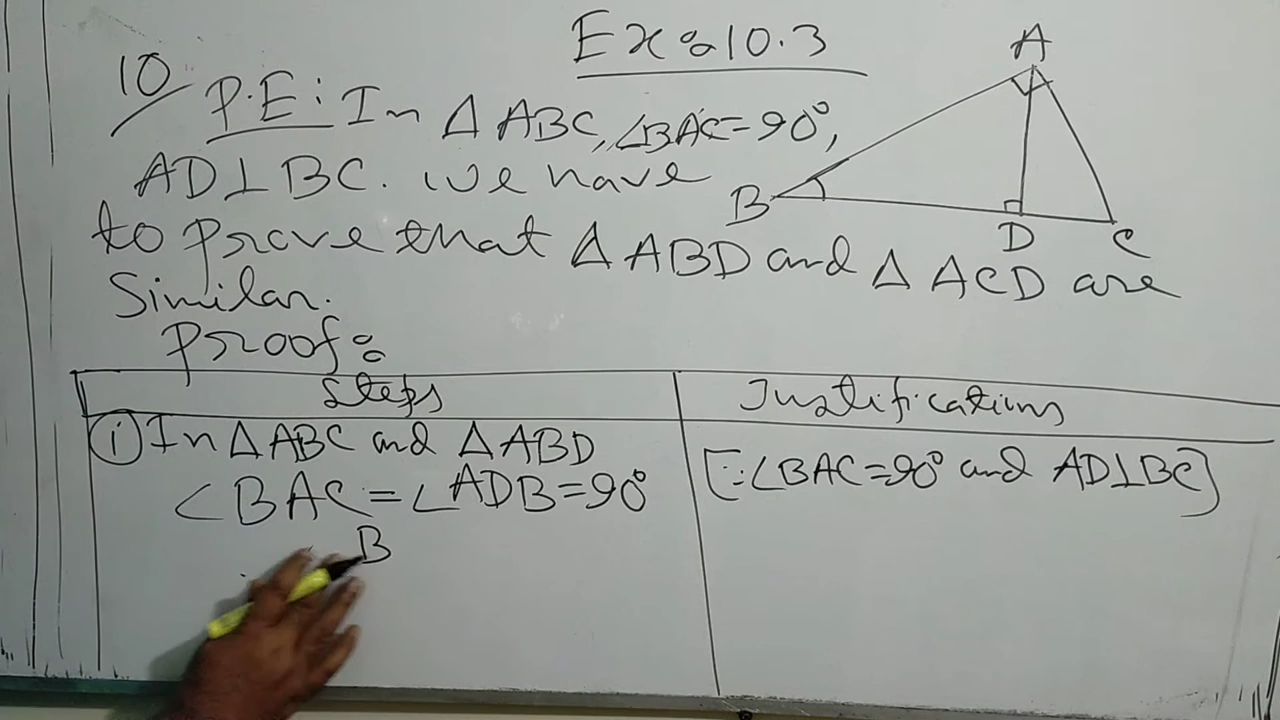 Ex:10.3
10/ P.E: In △ABC, ∠BAC=90°,
AD⊥BC. we have
to prove that △ABD and △ACD are
Similar.
Proof:
A
B
D
C
Steps
Justifications
(i) In △ABC and △ABD
∠BAC=∠ADB=90°
[∵∠BAC=90° and AD⊥BC]
B